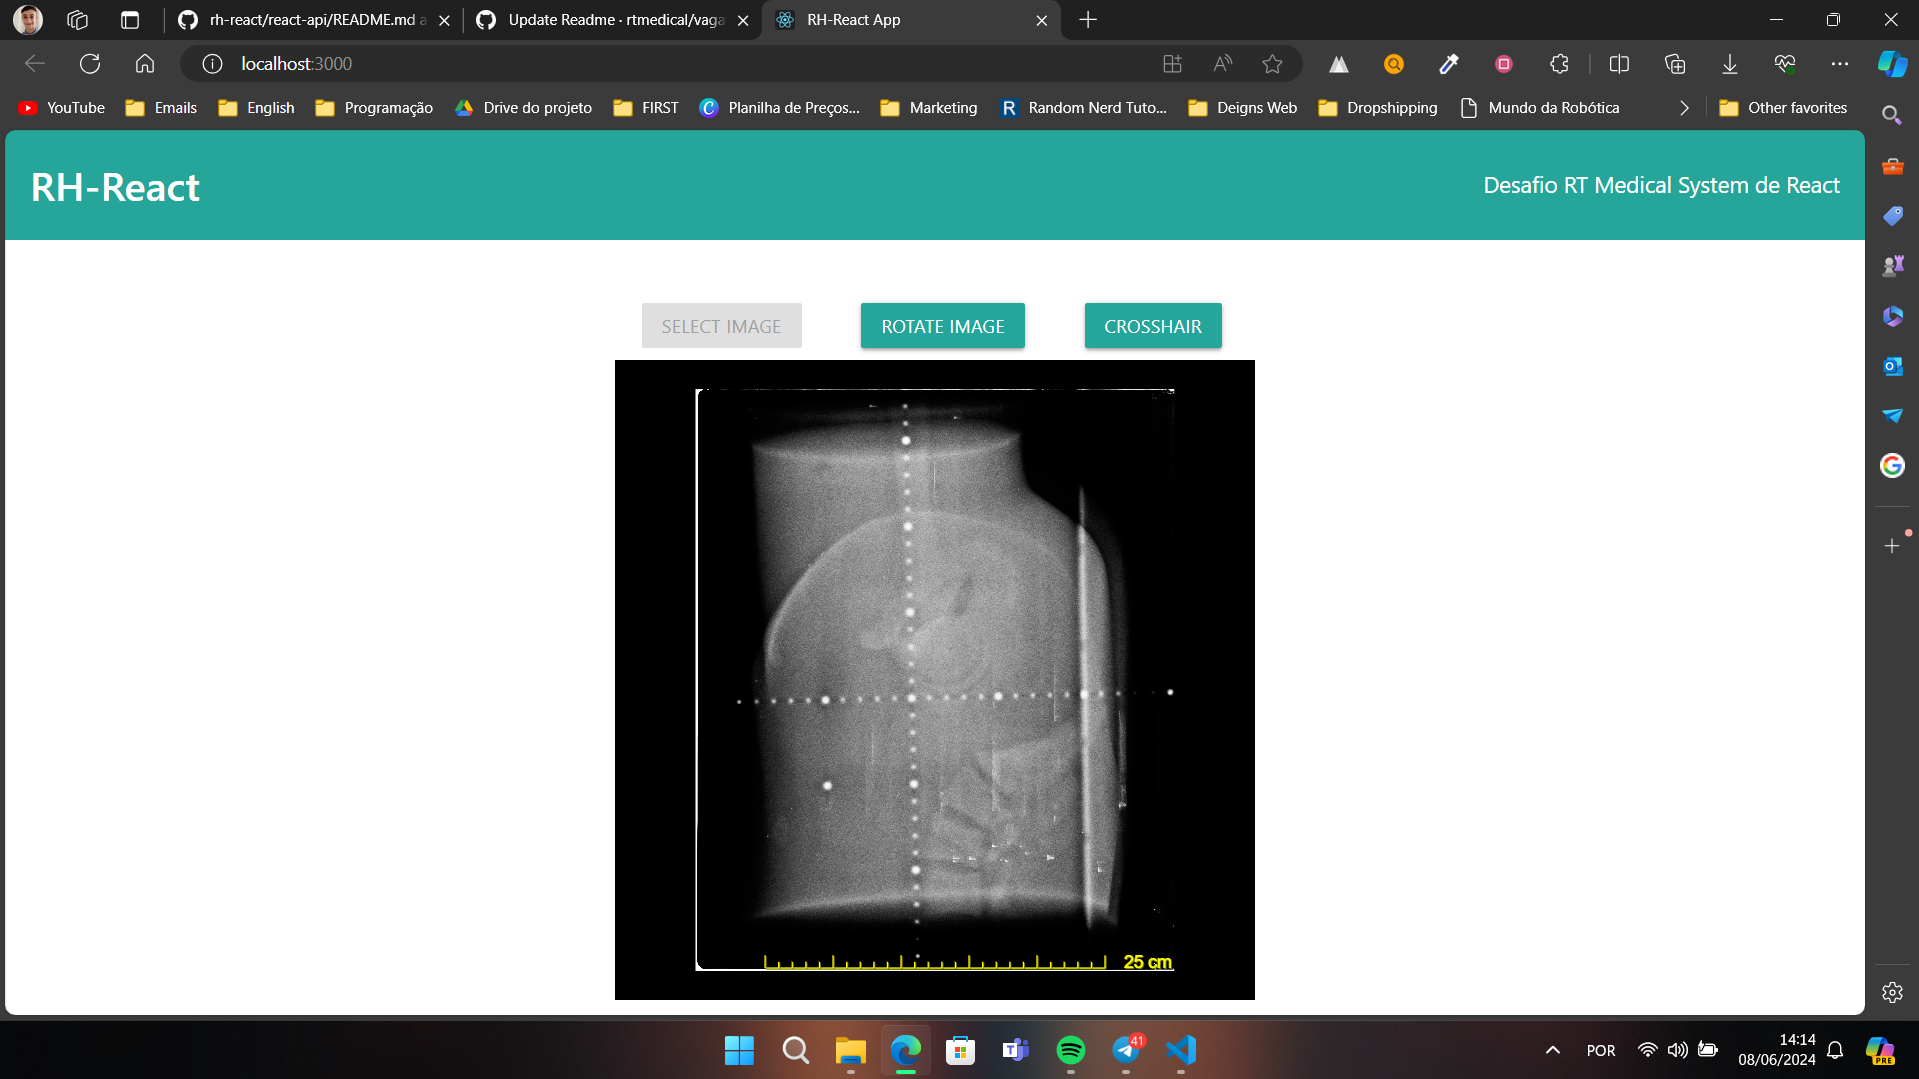 rh-react/react-api/README.md a
Update Readme · rtmedical/vaga
RH-React App
localhost:3000
YouTube
Emails
English
Programação
Drive do projeto
FIRST
Planilha de Preços...
Marketing
R
Random Nerd Tuto...
Deigns Web
Dropshipping
Mundo da Robótica
Other favorites
RH-React
Desafio RT Medical System de React
SELECT IMAGE
ROTATE IMAGE
CROSSHAIR
25 cm
41
POR
14:14
08/06/2024
PRE